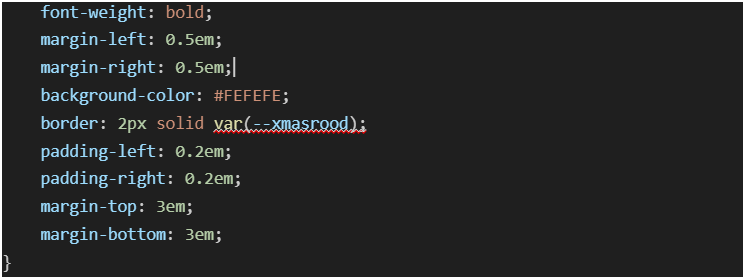 font-weight: bold;
margin-left: 0.5em;
margin-right: 0.5em;
background-color: #FEFEFE;
border: 2px solid var(--xmasrood);
padding-left: 0.2em;
padding-right: 0.2em;
margin-top: 3em;
margin-bottom: 3em;
}